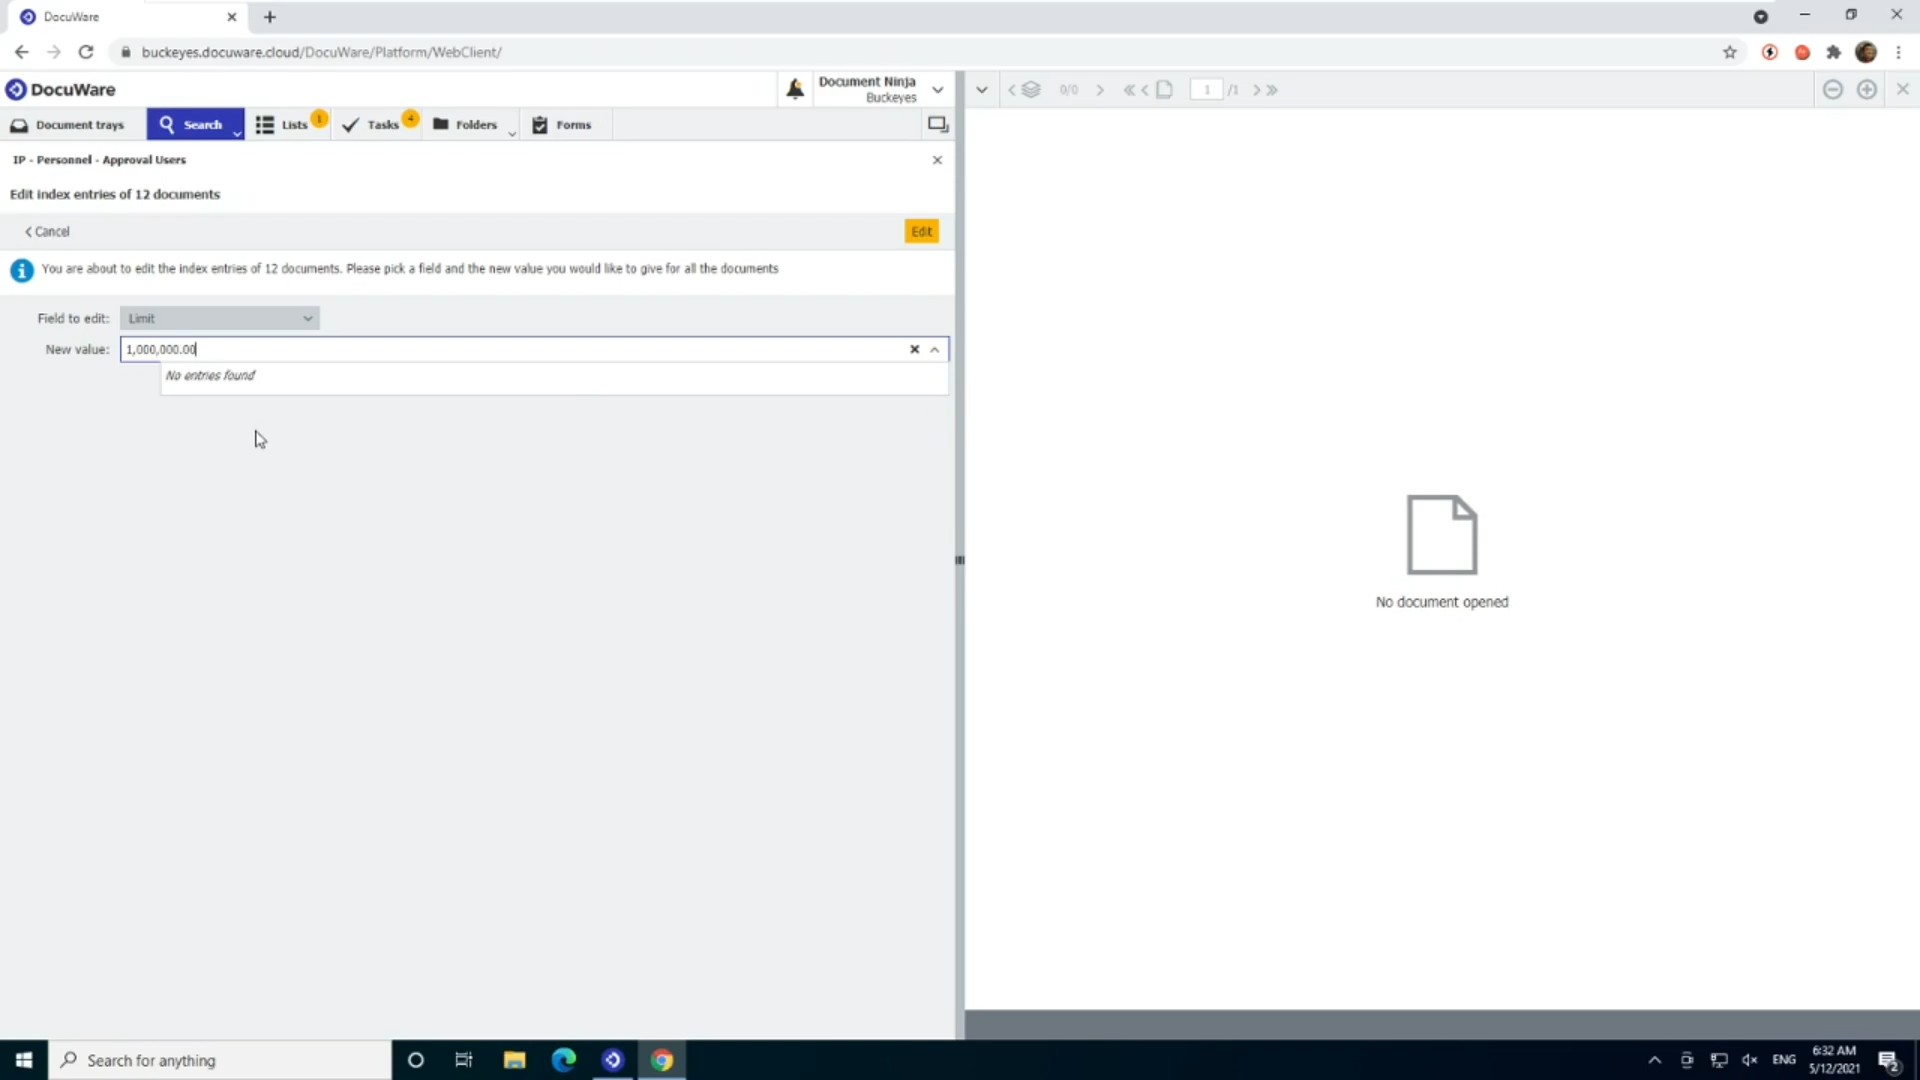 DocuWare
buckeyes.docuware.cloud/DocuWare/Platform/WebClient/
DocuWare
Document Ninja
Buckeyes
0/0
1
/1
Document trays
Search
Lists
1
Tasks
4
Folders
Forms
IP - Personnel - Approval Users
Edit index entries of 12 documents
Cancel
Edit
You are about to edit the index entries of 12 documents. Please pick a field and the new value you would like to give for all the documents
Field to edit:
Limit
New value:
1,000,000.00
No entries found
No document opened
Search for anything
ENG
6:32 AM
5/12/2021
2